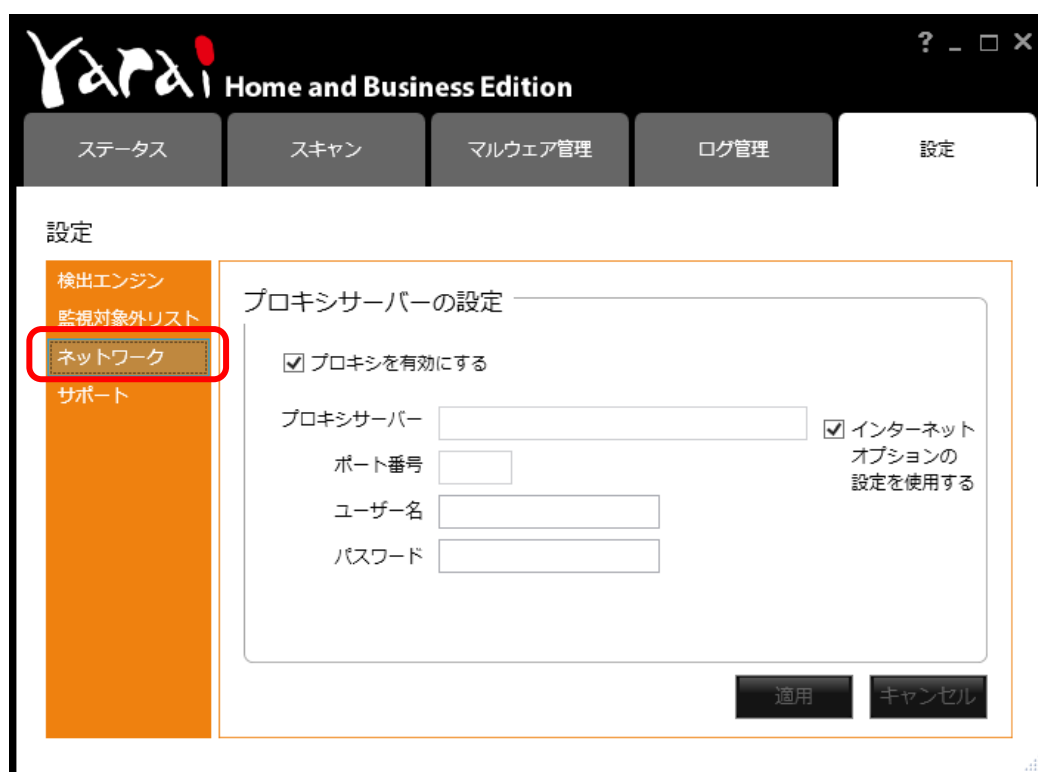 Yarai Home and Business Edition
?
ステータス
スキャン
マルウェア管理
ログ管理
設定
設定
検出エンジン
監視対象外リスト
ネットワーク
サポート
プロキシサーバーの設定
プロキシを有効にする
プロキシサーバー
インターネット
オプションの
設定を使用する
ポート番号
ユーザー名
パスワード
適用
キャンセル